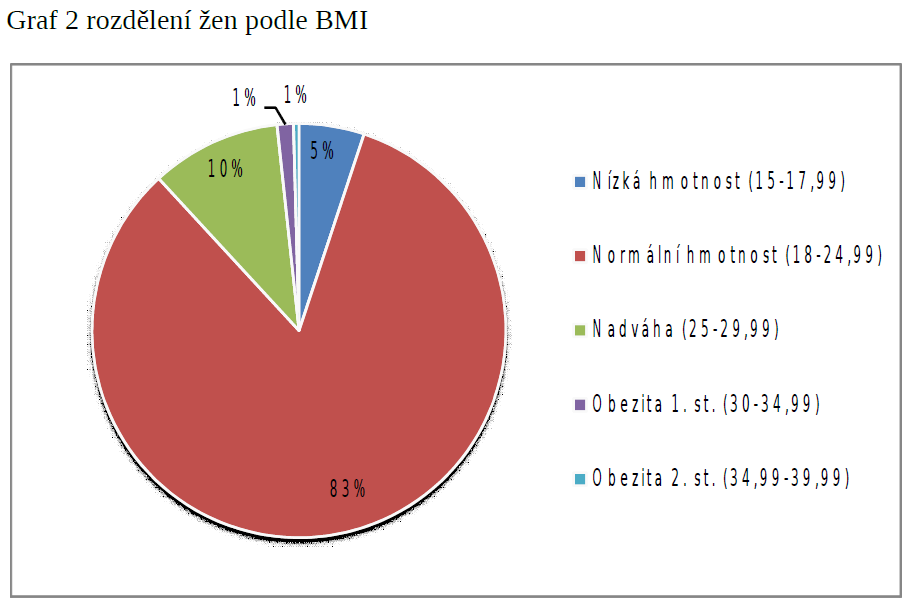 Graf 2 rozdělení žen podle BMI
1%
1%
5%
10%
83%
Nízká hmotnost (15-17,99)
Normální hmotnost (18-24,99)
Nadváha (25-29,99)
Obezita 1. st. (30-34,99)
Obezita 2. st. (34,99-39,99)